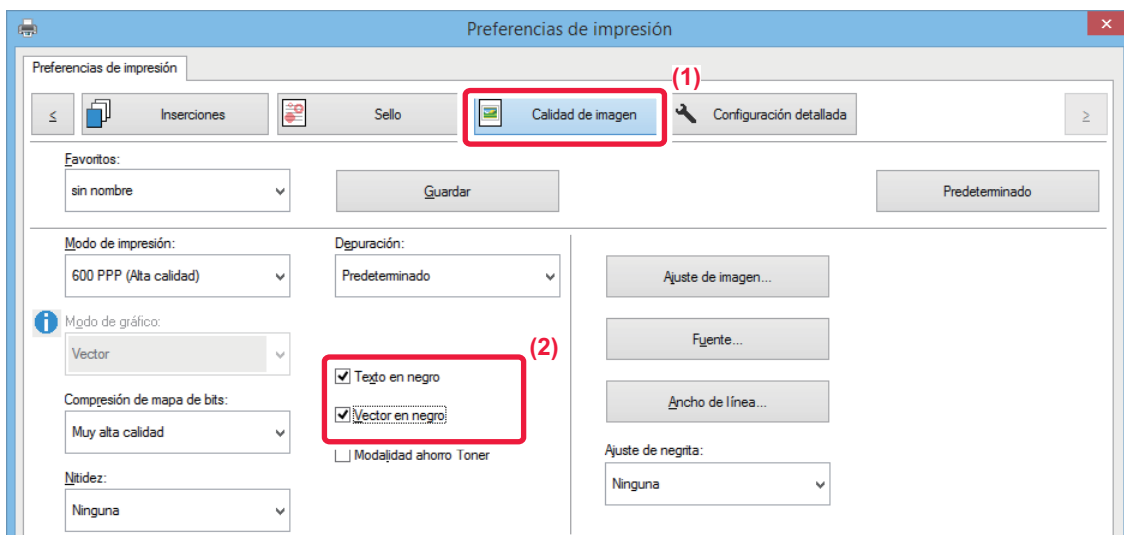 Preferencias de impresión
×
Preferencias de impresión
(1)
≤
Inserciones
Sello
Calidad de imagen
Configuración detallada
≥
Favoritos:
sin nombre
Guardar
Predeterminado
Modo de impresión:
600 PPP (Alta calidad)
Depuración:
Predeterminado
Ajuste de imagen...
Modo de gráfico:
Vector
Fuente...
(2)
Texto en negro
Compresión de mapa de bits:
Muy alta calidad
Vector en negro
Ancho de línea...
Modalidad ahorro Toner
Ajuste de negrita:
Ninguna
Nitidez:
Ninguna